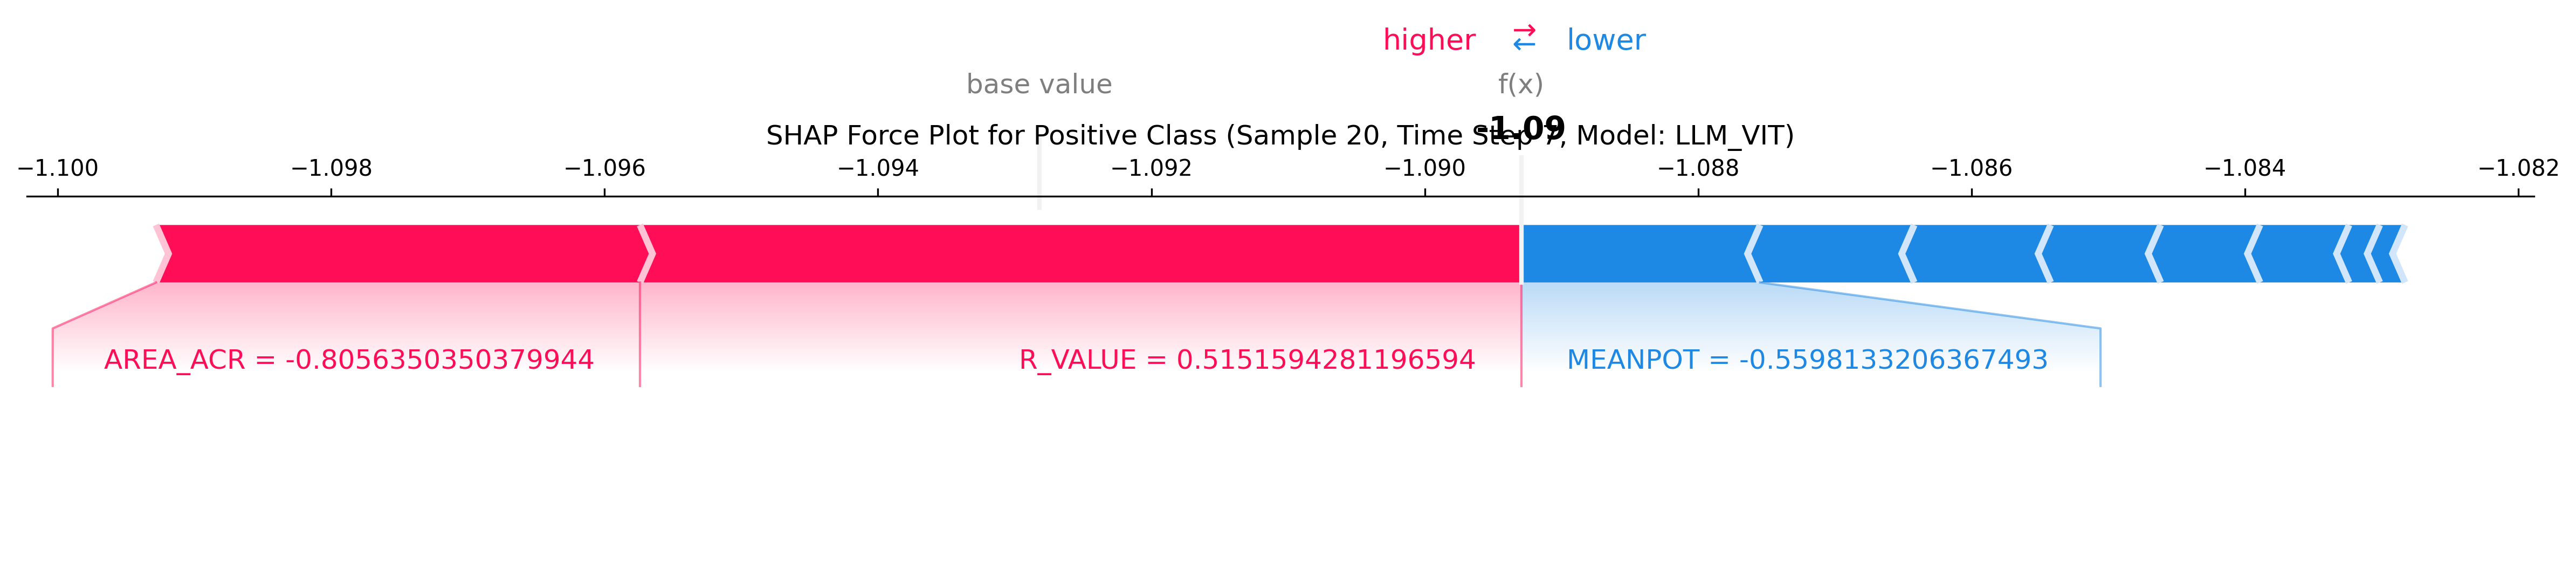 higher ⇄ lower
base value f(x)
-1.09
SHAP Force Plot for Positive Class (Sample 20, Time Step 7, Model: LLM_VIT)
−1.100 −1.098 −1.096 −1.094 −1.092 −1.090 −1.088 −1.086 −1.084 −1.082
AREA_ACR = -0.8056350350379944 R_VALUE = 0.5151594281196594 MEANPOT = -0.5598133206367493